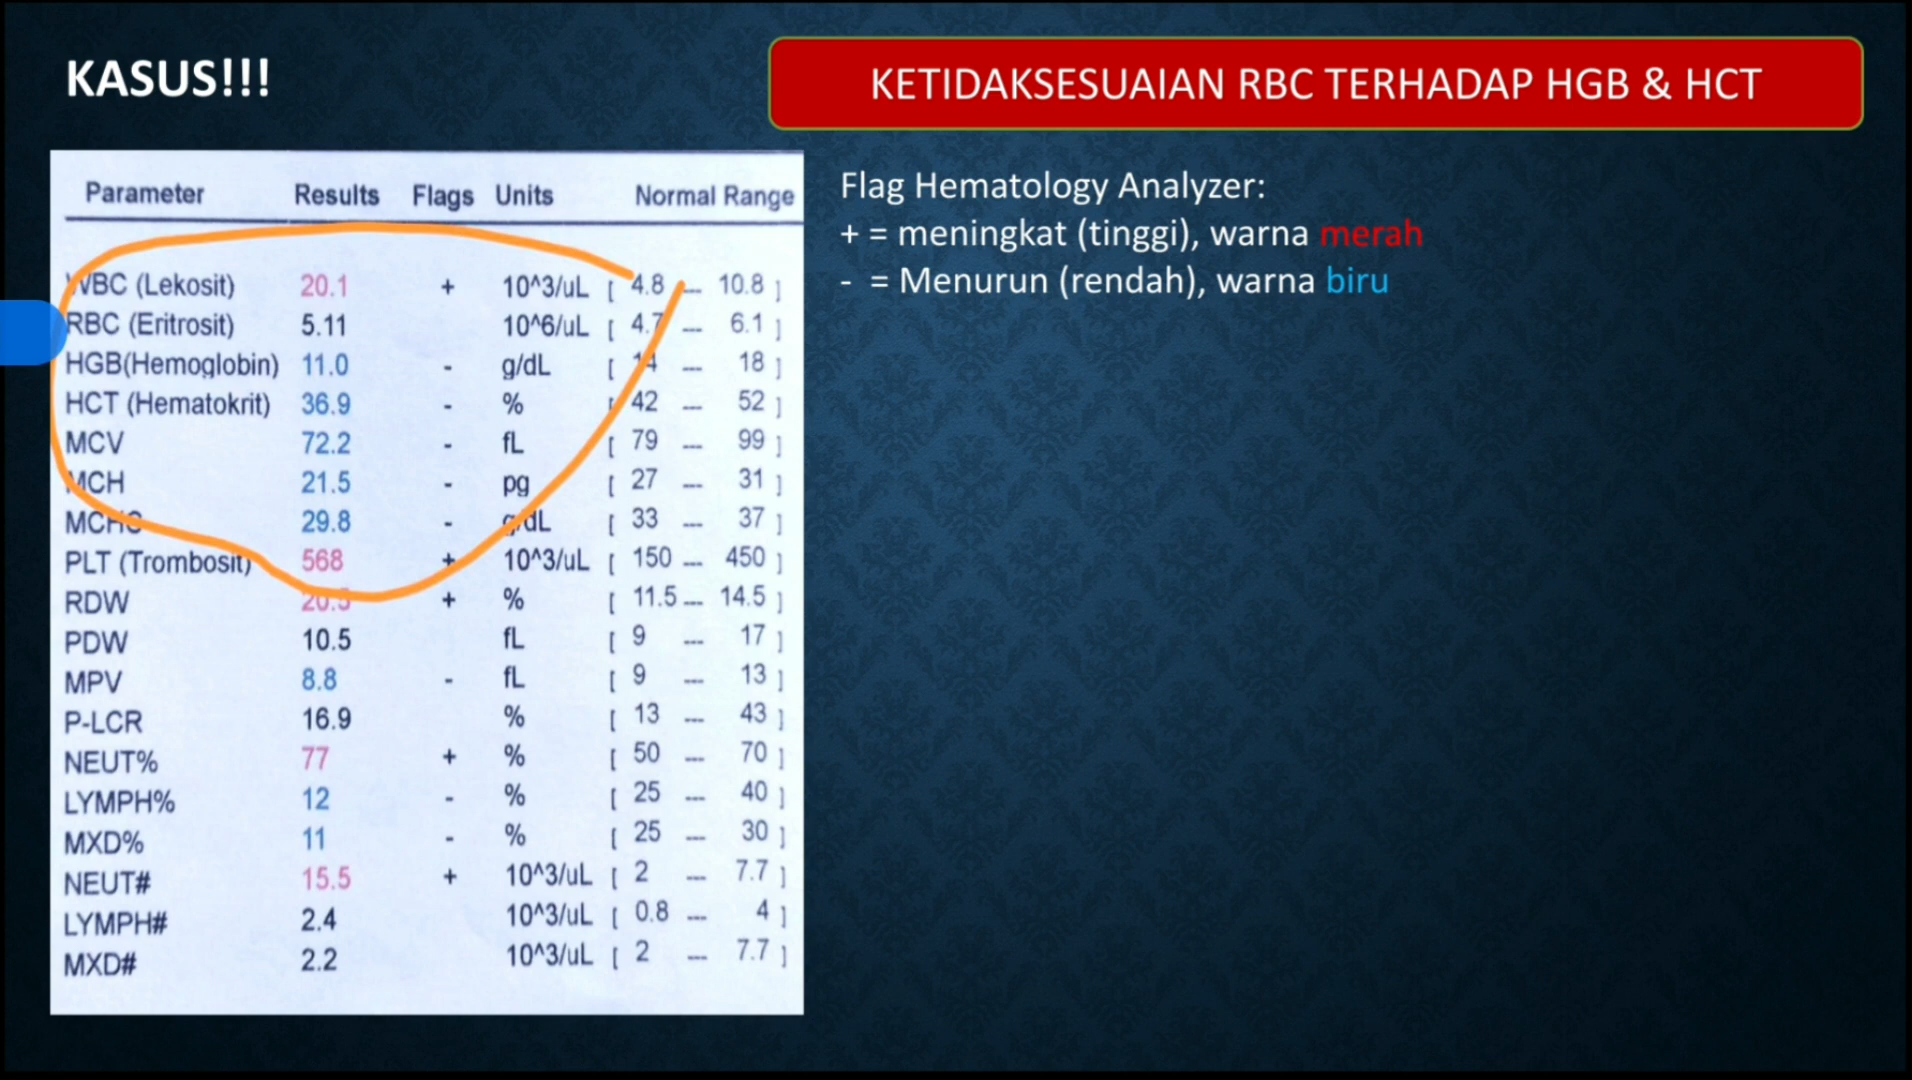 KASUS!!!
KETIDAKSESUAIAN RBC TERHADAP HGB & HCT
Parameter Results Flags Units Normal Range
WBC (Lekosit) 20.1 + 10^3/uL [ 4.8 --- 10.8 ]
RBC (Eritrosit) 5.11 10^6/uL [ 4.7 --- 6.1 ]
HGB(Hemoglobin) 11.0 - g/dL [ 14 --- 18 ]
HCT (Hematokrit) 36.9 - % [ 42 --- 52 ]
MCV 72.2 - fL [ 79 --- 99 ]
MCH 21.5 - pg [ 27 --- 31 ]
MCHC 29.8 - g/dL [ 33 --- 37 ]
PLT (Trombosit) 568 + 10^3/uL [ 150 --- 450 ]
RDW + % [ 11.5 --- 14.5 ]
PDW 10.5 fL [ 9 --- 17 ]
MPV 8.8 - fL [ 9 --- 13 ]
P-LCR 16.9 % [ 13 --- 43 ]
NEUT% 77 + % [ 50 --- 70 ]
LYMPH% 12 - % [ 25 --- 40 ]
MXD% 11 - % [ 25 --- 30 ]
NEUT# 15.5 + 10^3/uL [ 2 --- 7.7 ]
LYMPH# 2.4 10^3/uL [ 0.8 --- 4 ]
MXD# 2.2 10^3/uL [ 2 --- 7.7 ]
Flag Hematology Analyzer:
+ = meningkat (tinggi), warna merah
- = Menurun (rendah), warna biru